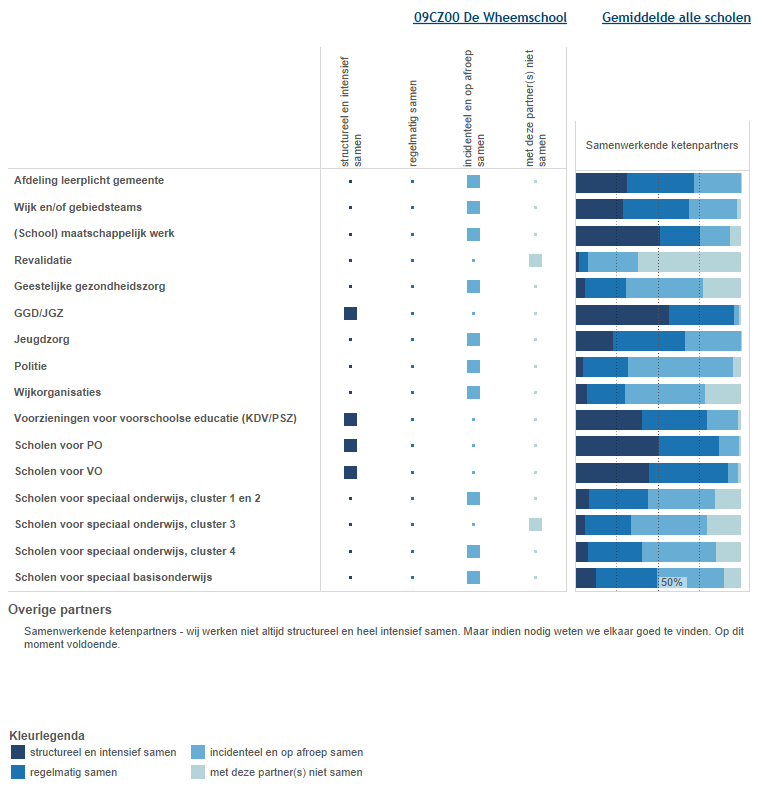 09CZ00 De Wheemschool
Gemiddelde alle scholen
structureel en intensief
samen
regelmatig samen
incidenteel en op afroep
samen
met deze partner(s) niet
samen
Samenwerkende ketenpartners
Afdeling leerplicht gemeente
Wijk en/of gebiedsteams
(School) maatschappelijk werk
Revalidatie
Geestelijke gezondheidszorg
GGD/JGZ
Jeugdzorg
Politie
Wijkorganisaties
Voorzieningen voor voorschoolse educatie (KDV/PSZ)
Scholen voor PO
Scholen voor VO
Scholen voor speciaal onderwijs, cluster 1 en 2
Scholen voor speciaal onderwijs, cluster 3
Scholen voor speciaal onderwijs, cluster 4
Scholen voor speciaal basisonderwijs
50%
Overige partners
Samenwerkende ketenpartners - wij werken niet altijd structureel en heel intensief samen. Maar indien nodig weten we elkaar goed te vinden. Op dit
moment voldoende.
Kleurlegenda
structureel en intensief samen
incidenteel en op afroep samen
regelmatig samen
met deze partner(s) niet samen